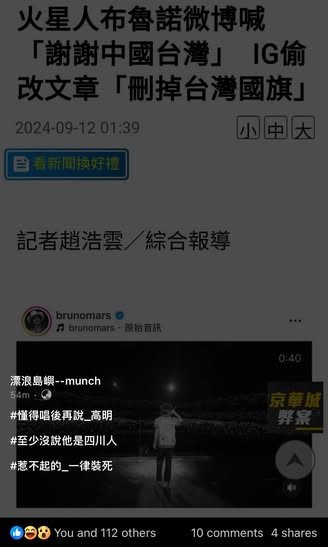 火星人布魯諾微博喊
「謝謝中國台灣」 IG偷
改文章「刪掉台灣國旗」
2024-09-12 01:39
小 中 大
看新聞換好禮
記者趙浩雲／綜合報導
brunomars
brunomars · 原始音訊
0:40
漂浪島嶼--munch
54m ·
京華城
弊案
#懂得唱後再說_高明
#至少沒說他是四川人
#惹不起的_一律裝死
You and 112 others
10 comments 4 shares